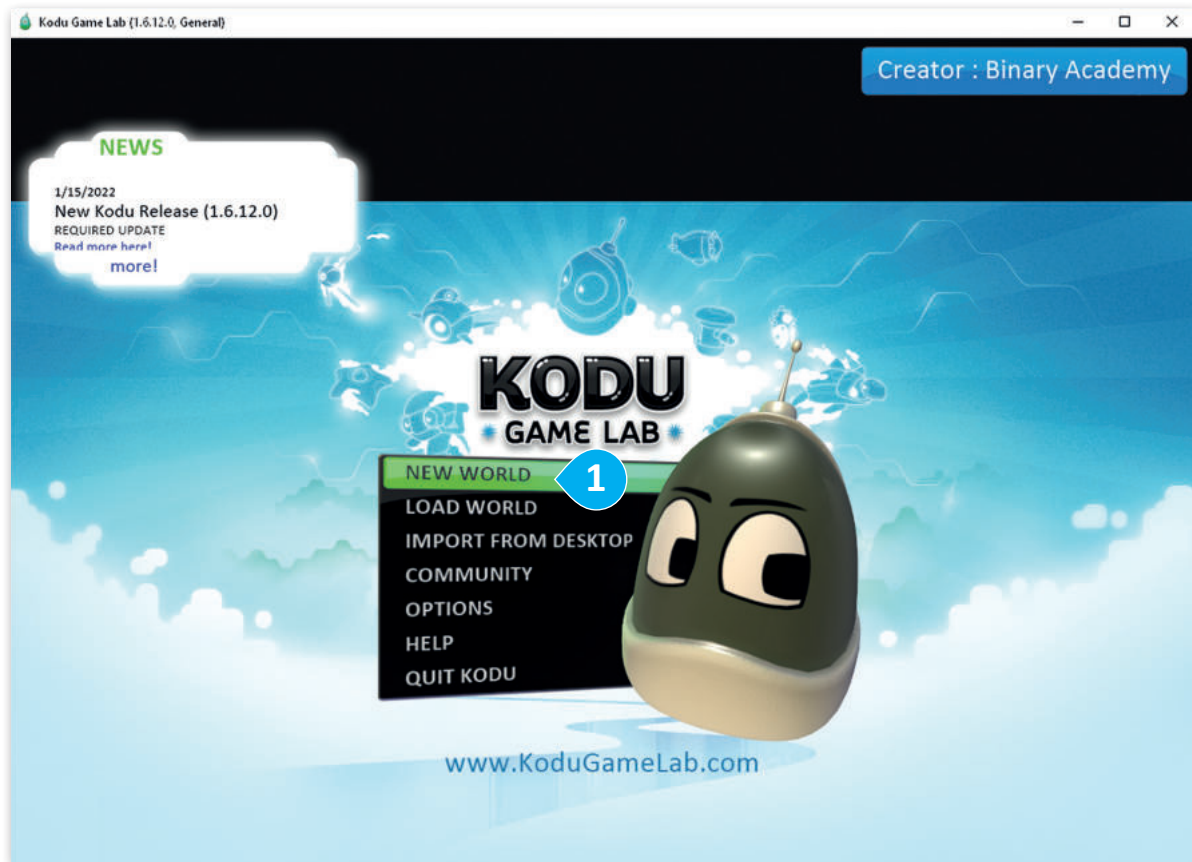 Kodu Game Lab (1.6.12.0, General)
Creator : Binary Academy
NEWS
1/15/2022
New Kodu Release (1.6.12.0)
REQUIRED UPDATE
Read more here!
more!
KODU
GAME LAB
NEW WORLD
1
LOAD WORLD
IMPORT FROM DESKTOP
COMMUNITY
OPTIONS
HELP
QUIT KODU
www.KoduGameLab.com